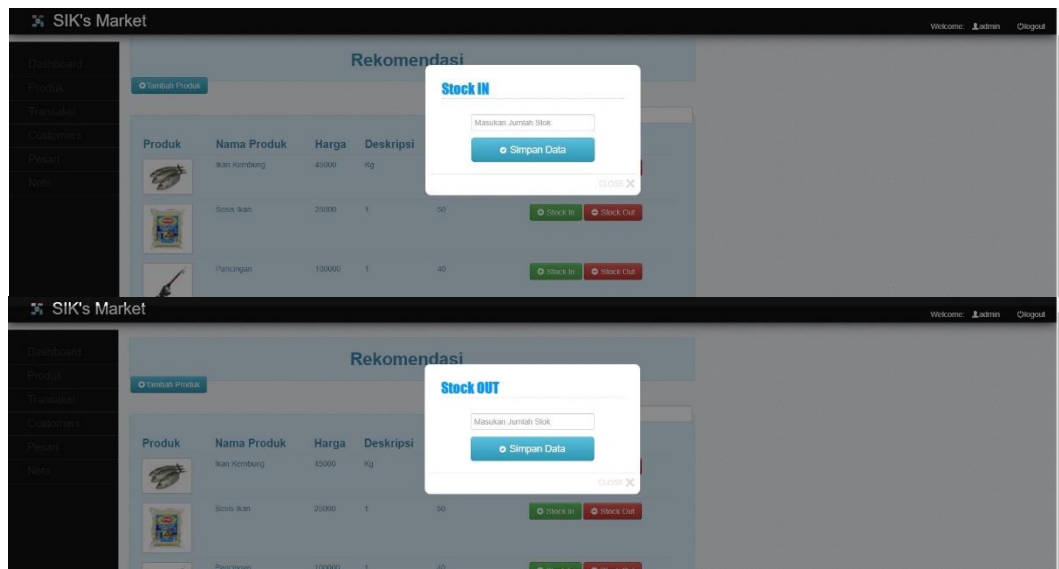 SIK's Market
Welcome: admin logout
Dashboard
Produk
Transaksi
Customers
Pesan
Nota
Rekomendasi
Tambah Produk
Produk Nama Produk Harga Deskripsi
Ikan Kembung 45000 Kg
Sosis Ikan 25000 1 50 Stock In Stock Out
Pancingan 100000 1 40 Stock In Stock Out
Stock IN
Masukan Jumlah Stok
Simpan Data
CLOSE
SIK's Market
Welcome: admin logout
Dashboard
Produk
Transaksi
Customers
Pesan
Nota
Rekomendasi
Tambah Produk
Produk Nama Produk Harga Deskripsi
Ikan Kembung 45000 Kg
Sosis Ikan 25000 1 50 Stock In Stock Out
Pancingan 100000 1 40 Stock In Stock Out
Stock OUT
Masukan Jumlah Stok
Simpan Data
CLOSE